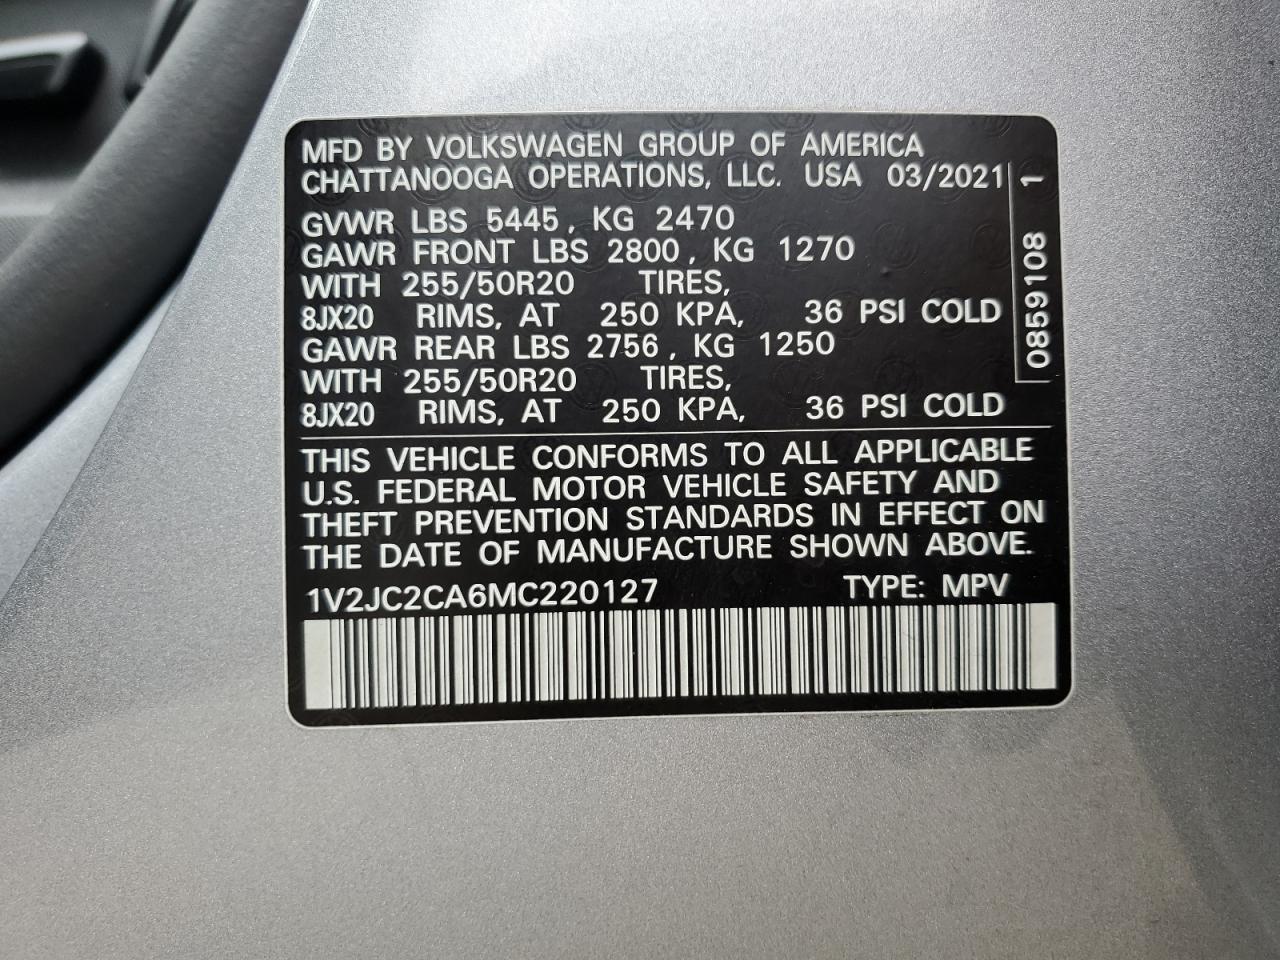 MFD BY VOLKSWAGEN GROUP OF AMERICA
CHATTANOOGA OPERATIONS, LLC. USA 03/2021
GVWR LBS 5445, KG 2470
GAWR FRONT LBS 2800, KG 1270
WITH 255/50R20 TIRES,
8JX20 RIMS, AT 250 KPA, 36 PSI COLD
GAWR REAR LBS 2756, KG 1250
WITH 255/50R20 TIRES,
8JX20 RIMS, AT 250 KPA, 36 PSI COLD
0859108 1
THIS VEHICLE CONFORMS TO ALL APPLICABLE
U.S. FEDERAL MOTOR VEHICLE SAFETY AND
THEFT PREVENTION STANDARDS IN EFFECT ON
THE DATE OF MANUFACTURE SHOWN ABOVE.
1V2JC2CA6MC220127 TYPE: MPV